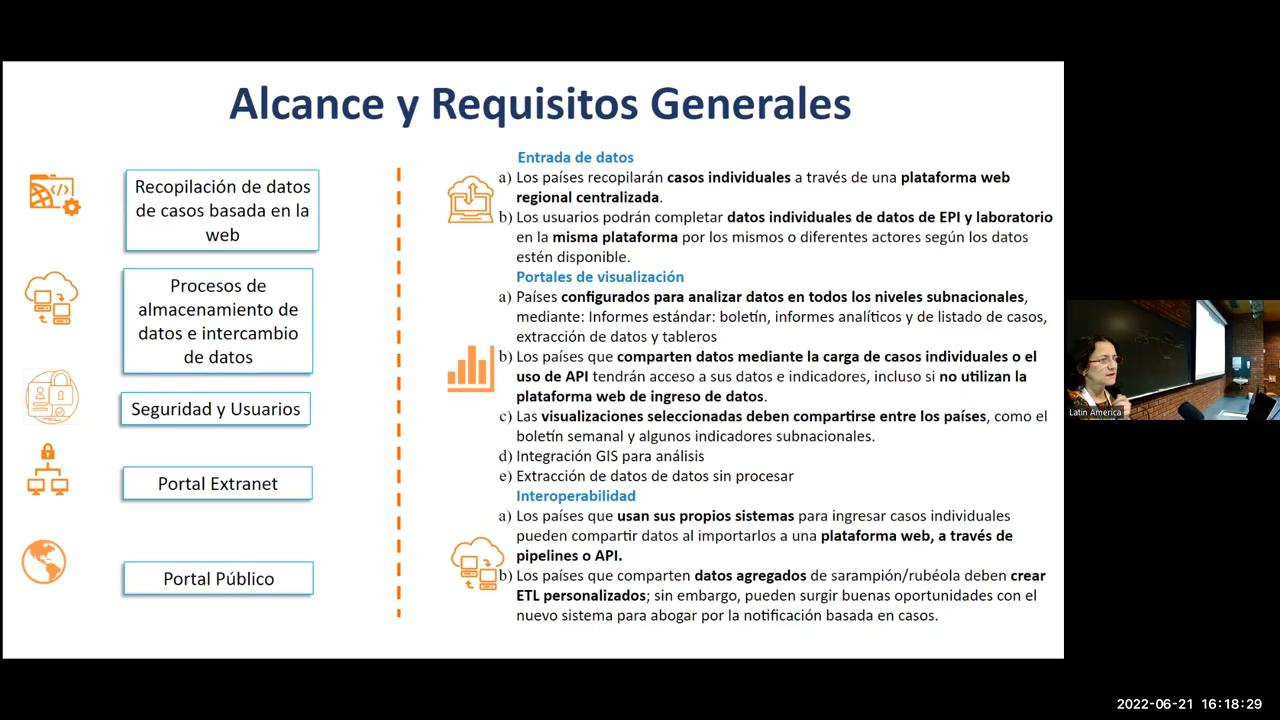 Alcance y Requisitos Generales
Recopilación de datos
de casos basada en la
web
Procesos de
almacenamiento de
datos e intercambio
de datos
Seguridad y Usuarios
Portal Extranet
Portal Público
Entrada de datos
a) Los países recopilarán casos individuales a través de una plataforma web
regional centralizada.
b) Los usuarios podrán completar datos individuales de datos de EPI y laboratorio
en la misma plataforma por los mismos o diferentes actores según los datos
estén disponible.
Portales de visualización
a) Países configurados para analizar datos en todos los niveles subnacionales,
mediante: Informes estándar: boletín, informes analíticos y de listado de casos,
extracción de datos y tableros
b) Los países que comparten datos mediante la carga de casos individuales o el
uso de API tendrán acceso a sus datos e indicadores, incluso si no utilizan la
plataforma web de ingreso de datos.
c) Las visualizaciones seleccionadas deben compartirse entre los países, como el
boletín semanal y algunos indicadores subnacionales.
d) Integración GIS para análisis
e) Extracción de datos de datos sin procesar
Interoperabilidad
a) Los países que usan sus propios sistemas para ingresar casos individuales
pueden compartir datos al importarlos a una plataforma web, a través de
pipelines o API.
b) Los países que comparten datos agregados de sarampión/rubéola deben crear
ETL personalizados; sin embargo, pueden surgir buenas oportunidades con el
nuevo sistema para abogar por la notificación basada en casos.
Latin America
2022-06-21 16:18:29